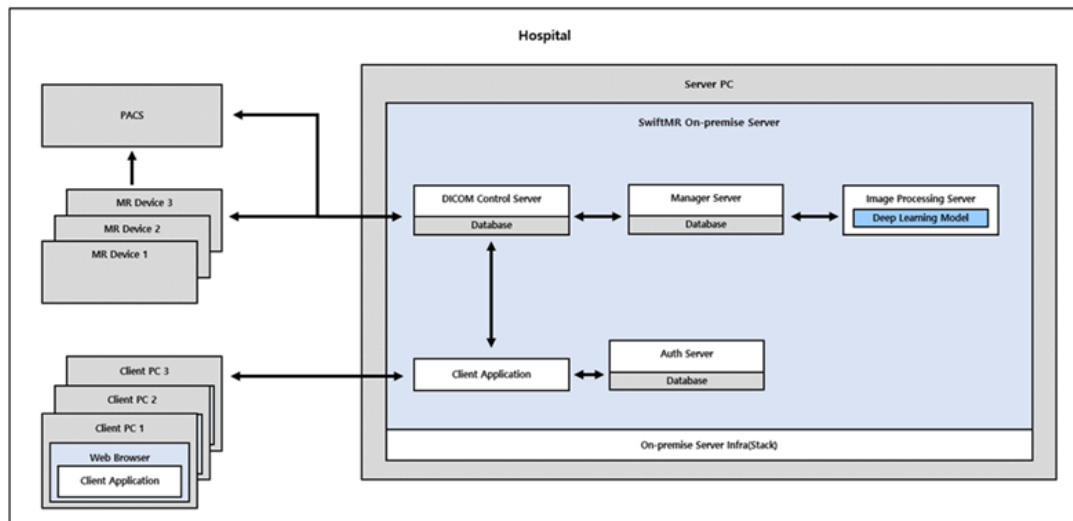 Hospital
Server PC
SwiftMR On-premise Server
PACS
MR Device 3
MR Device 2
MR Device 1
DICOM Control Server
Database
Manager Server
Database
Image Processing Server
Deep Learning Model
Client PC 3
Client PC 2
Client PC 1
Web Browser
Client Application
Client Application
Auth Server
Database
On-premise Server Infra(Stack)